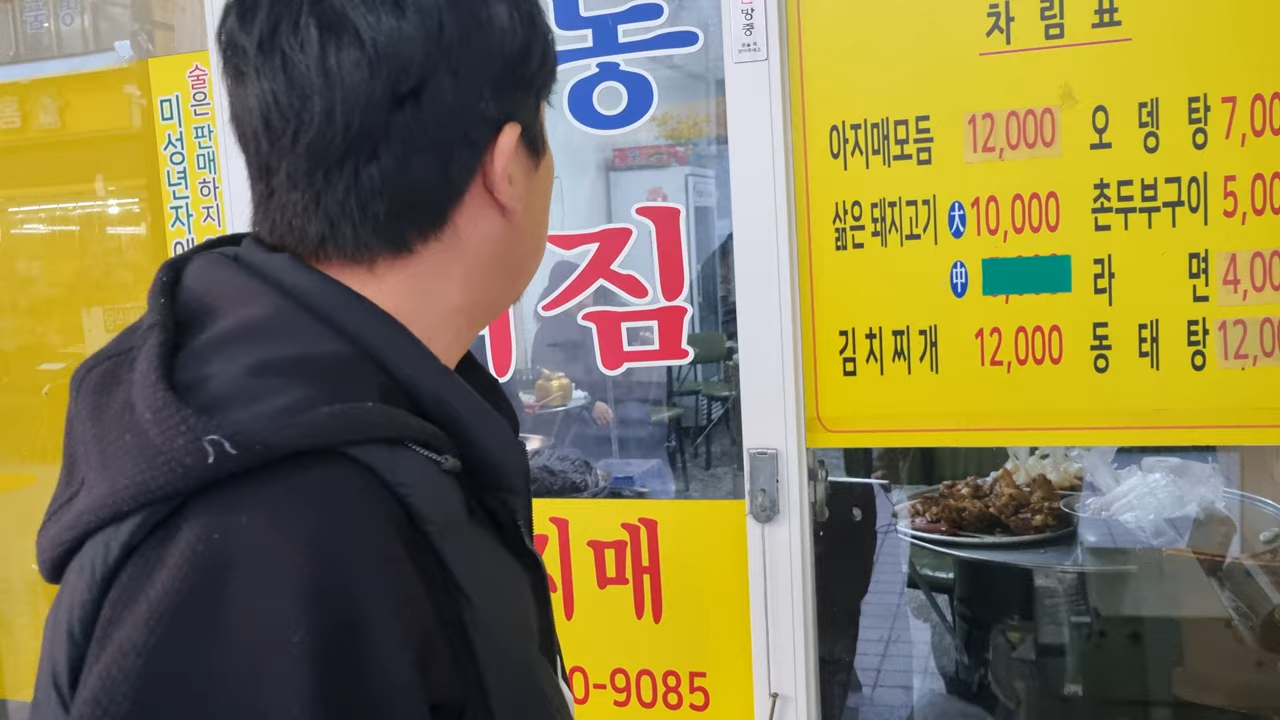 술은 판매하지
미성년자에
동
짐
지매
0-9085
차림표
아지매모듬 12,000 오뎅탕 7,00
삶은돼지고기 大 10,000 촌두부구이 5,00
中 라면 4,00
김치찌개 12,000 동태탕 12,0